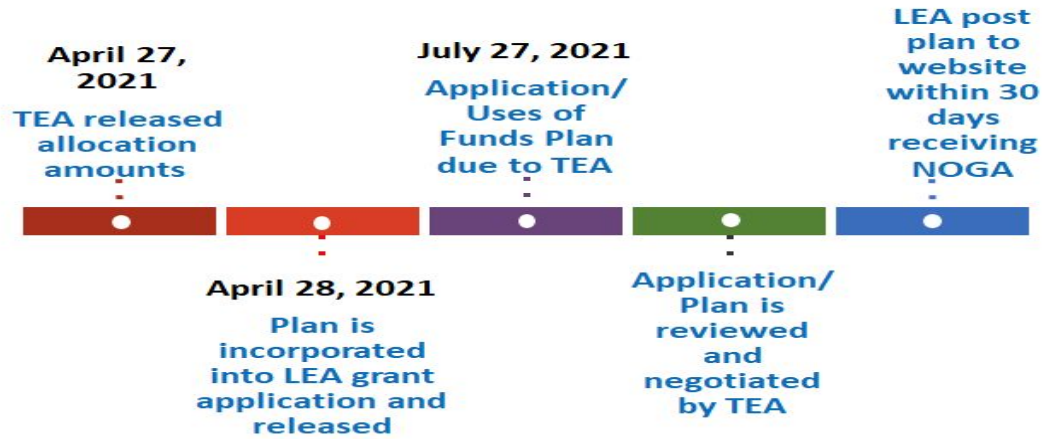 April 27,
2021
TEA released
allocation
amounts
April 28, 2021
Plan is
incorporated
into LEA grant
application and
released
July 27, 2021
Application/
Uses of
Funds Plan
due to TEA
Application/
Plan is
reviewed
and
negotiated
by TEA
LEA post
plan to
website
within 30
days
receiving
NOGA